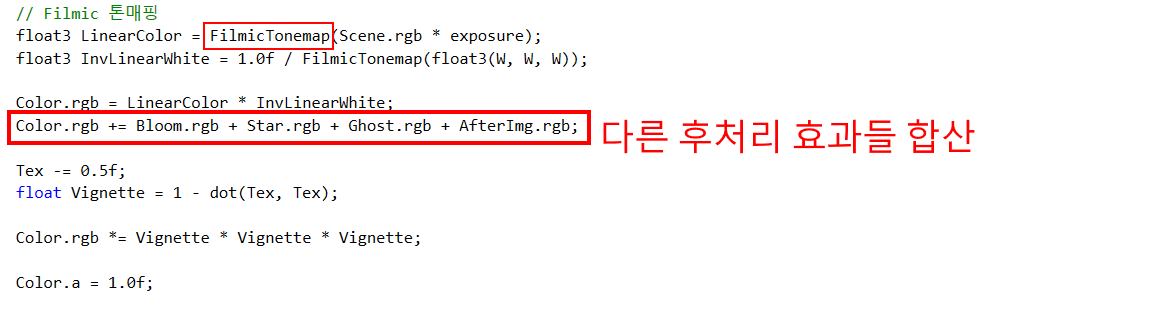 // Filmic 톤매핑
float3 LinearColor = FilmicTonemap(Scene.rgb * exposure);
float3 InvLinearWhite = 1.0f / FilmicTonemap(float3(W, W, W));
Color.rgb = LinearColor * InvLinearWhite;
Color.rgb += Bloom.rgb + Star.rgb + Ghost.rgb + AfterImg.rgb;
다른 후처리 효과들 합산
Tex -= 0.5f;
float Vignette = 1 - dot(Tex, Tex);
Color.rgb *= Vignette * Vignette * Vignette;
Color.a = 1.0f;